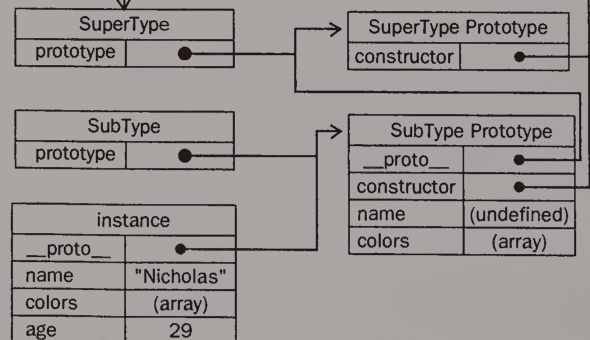 SuperType
prototype
SuperType Prototype
constructor
SubType
prototype
SubType Prototype
__proto__
constructor
name (undefined)
colors (array)
instance
__proto__
name "Nicholas"
colors (array)
age 29